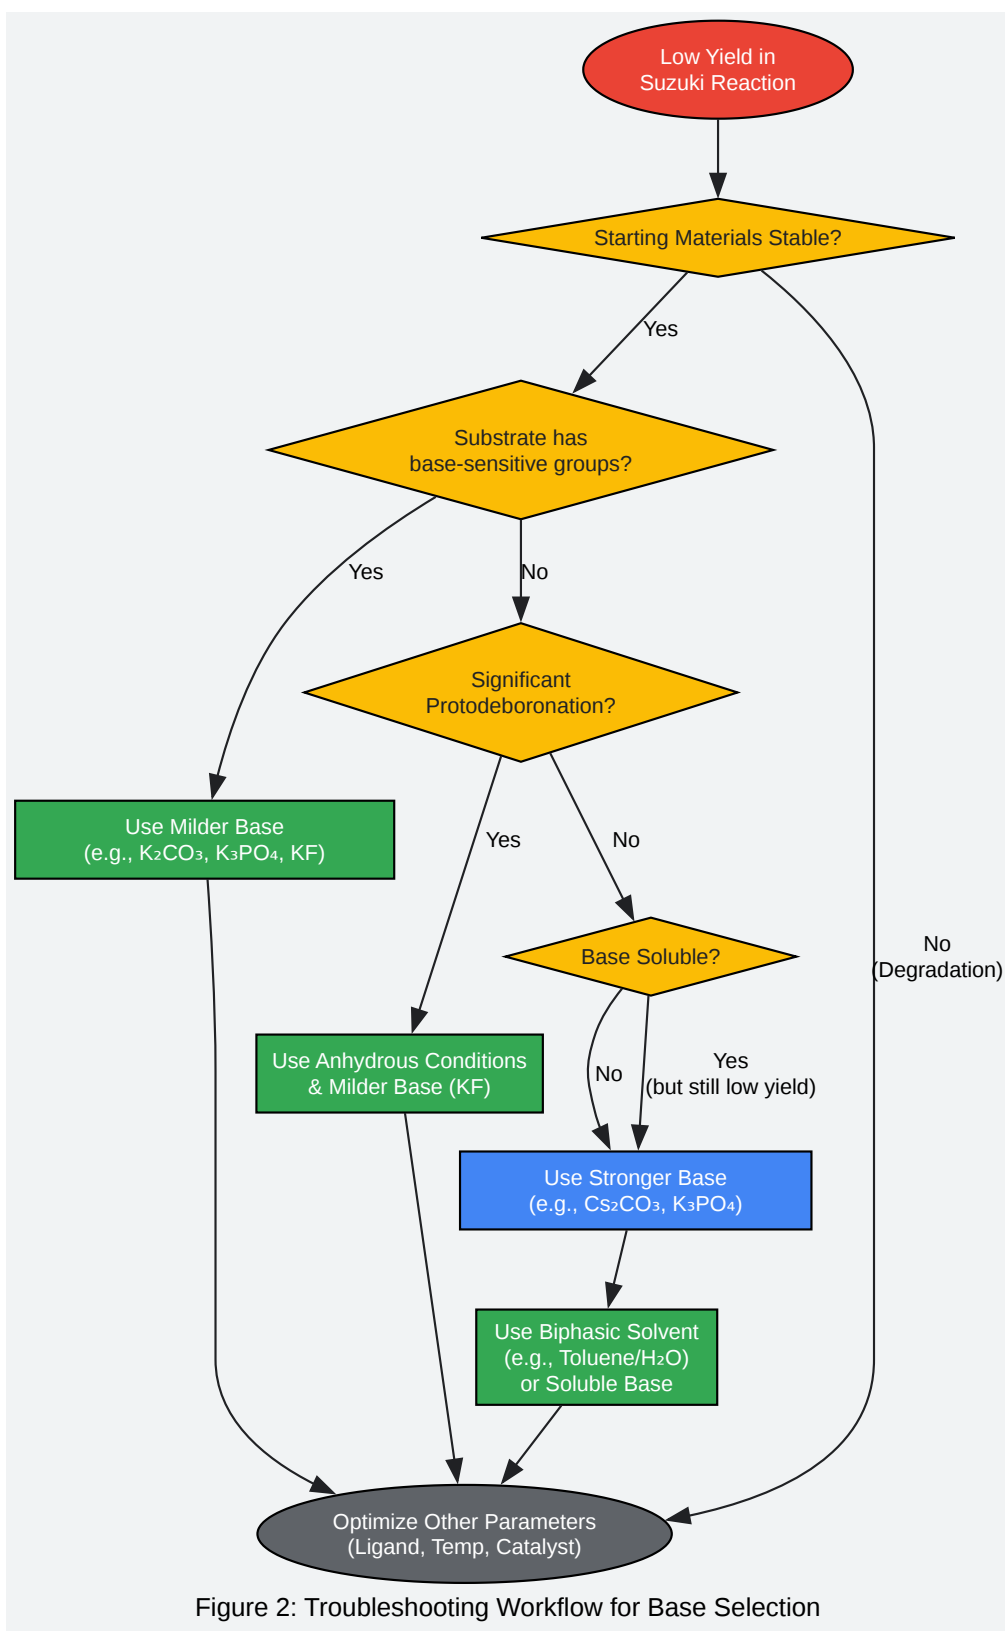 Low Yield in
Suzuki Reaction
Starting Materials Stable?
Yes
Substrate has
base-sensitive groups?
Yes
No
Significant
Protodeboronation?
Use Milder Base
(e.g., K₂CO₃, K₃PO₄, KF)
Yes
No
Base Soluble?
No
(Degradation)
Use Anhydrous Conditions
& Milder Base (KF)
No
Yes
(but still low yield)
Use Stronger Base
(e.g., Cs₂CO₃, K₃PO₄)
Use Biphasic Solvent
(e.g., Toluene/H₂O)
or Soluble Base
Optimize Other Parameters
(Ligand, Temp, Catalyst)
Figure 2: Troubleshooting Workflow for Base Selection